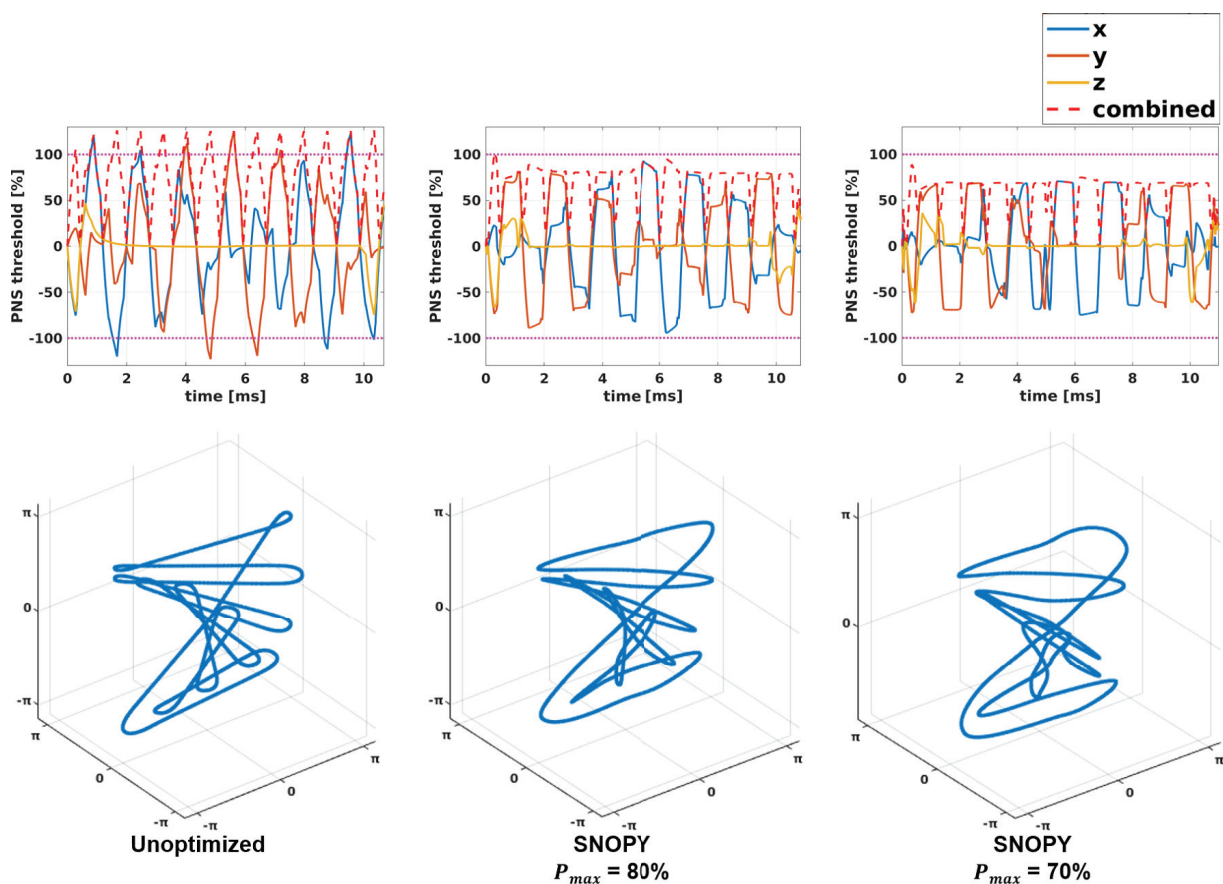 x
y
z
combined
PNS threshold [%]
100
50
0
-50
-100
0 2 4 6 8 10
time [ms]
PNS threshold [%]
100
50
0
-50
-100
0 2 4 6 8 10
time [ms]
PNS threshold [%]
100
50
0
-50
-100
0 2 4 6 8 10
time [ms]
π
0
-π
π
0
-π
-π
0
π
Unoptimized
π
0
-π
π
0
-π
-π
0
π
SNOPY
P_max = 80%
π
0
π
0
-π
-π
0
π
SNOPY
P_max = 70%